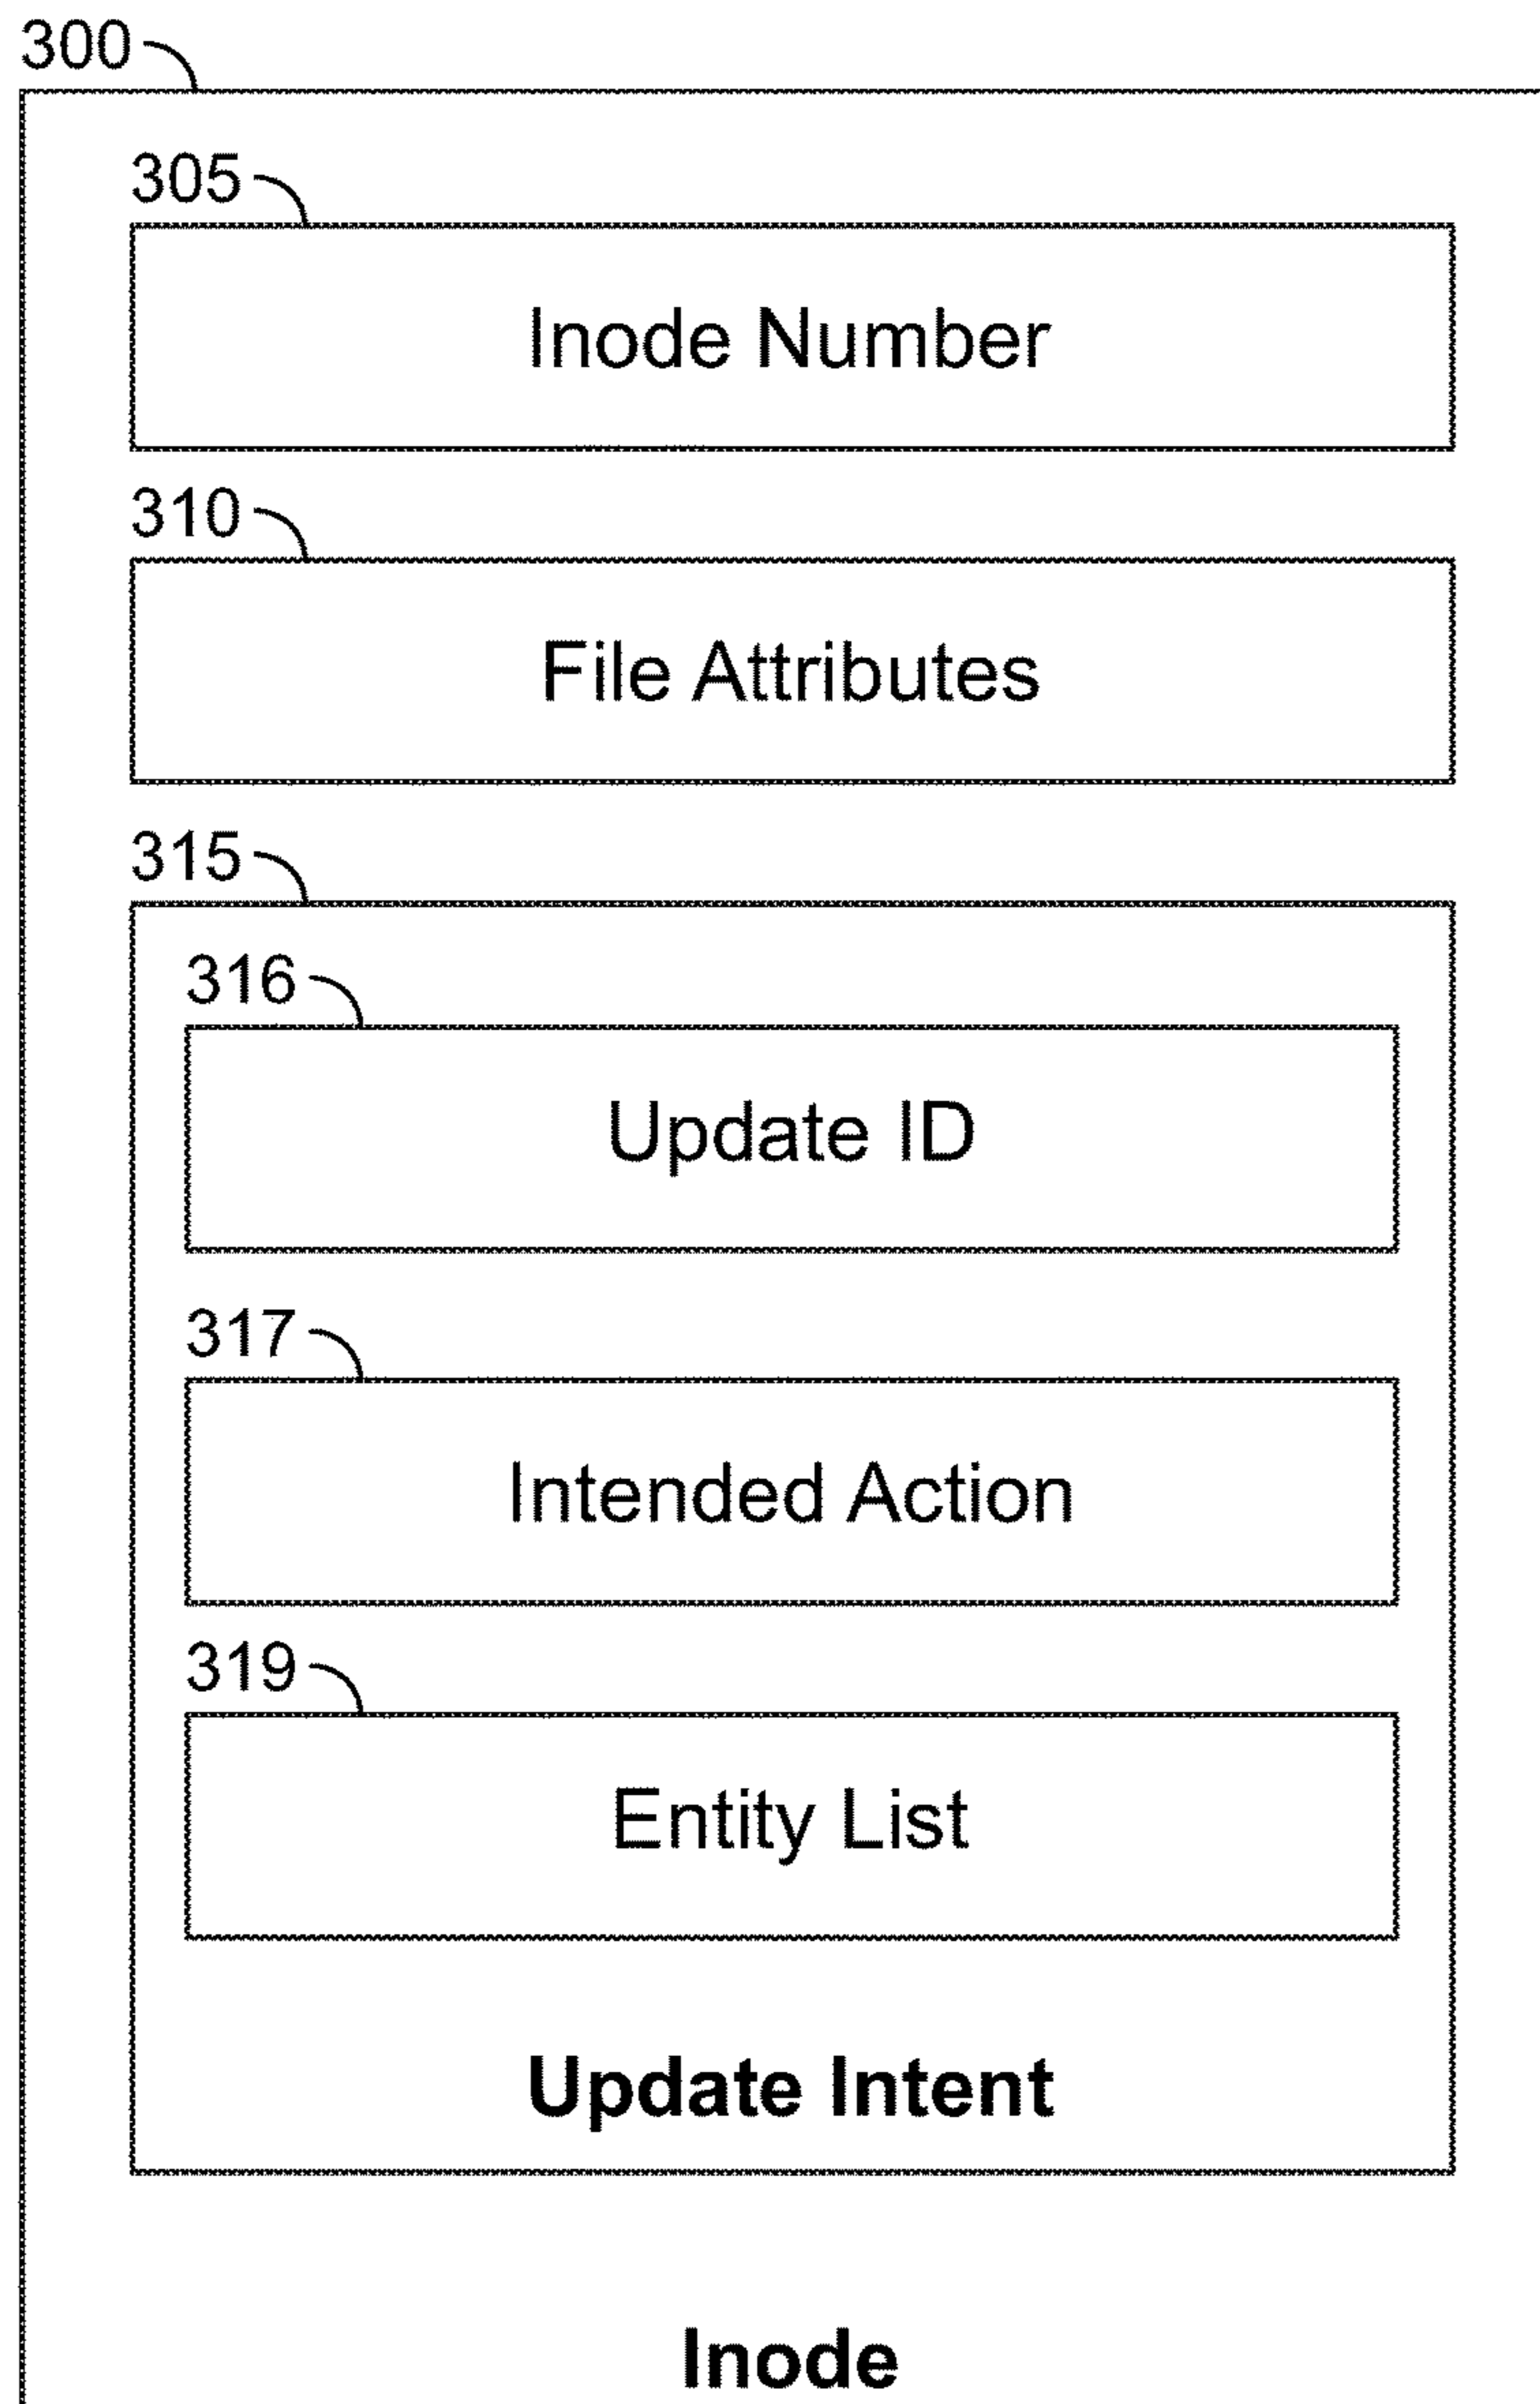 300
305
Inode Number
310
File Attributes
315
316
Update ID
317
Intended Action
319
Entity List
Update Intent
Inode